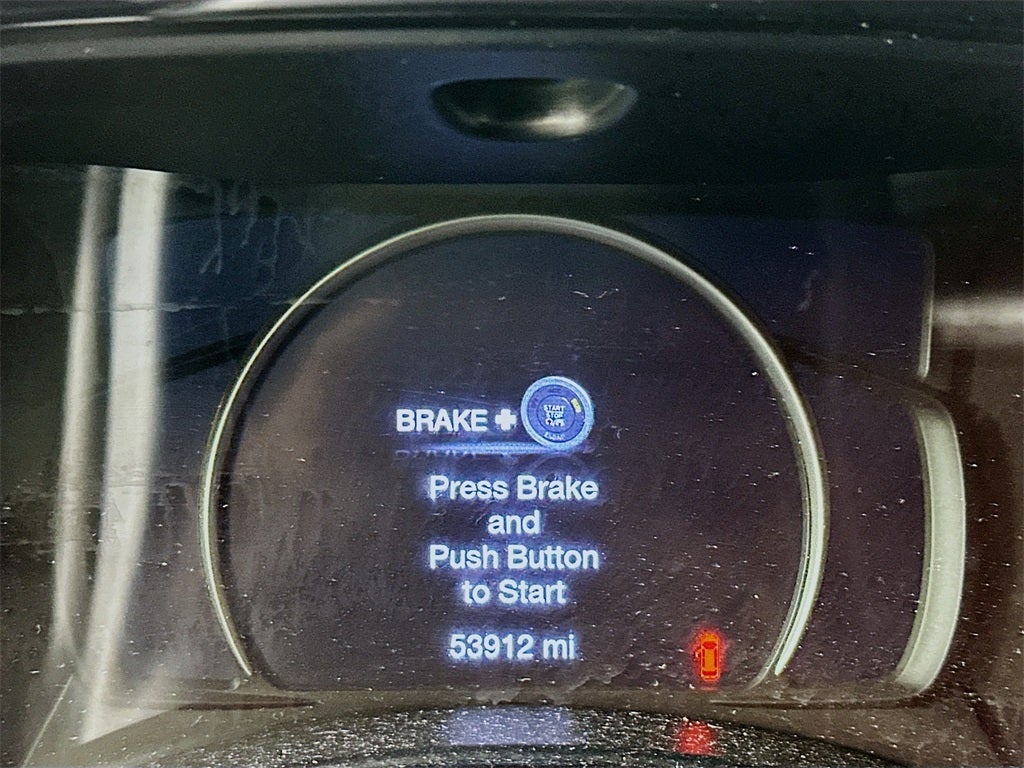 BRAKE +
START
STOP
Press Brake
and
Push Button
to Start
53912 mi